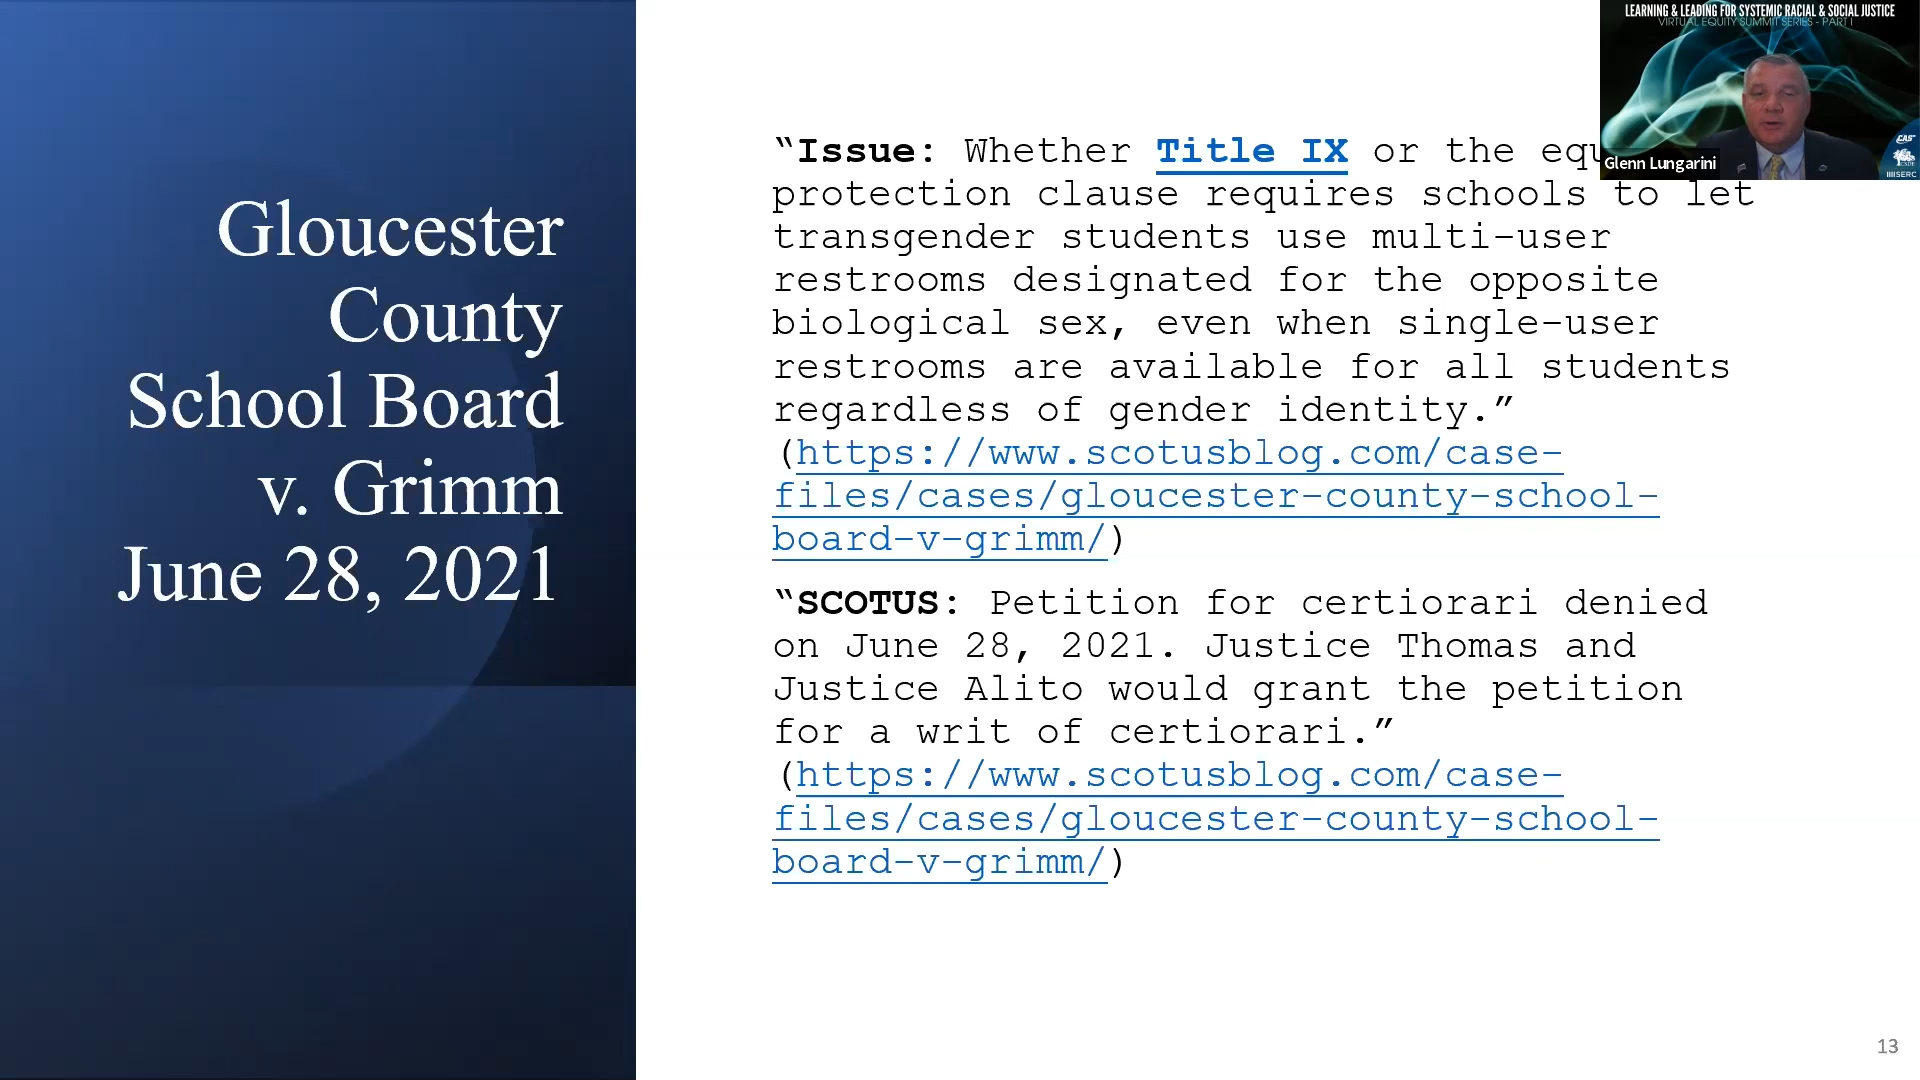 Gloucester
County
School Board
v. Grimm
June 28, 2021
“Issue: Whether Title IX or the equ
protection clause requires schools to let
transgender students use multi-user
restrooms designated for the opposite
biological sex, even when single-user
restrooms are available for all students
regardless of gender identity.”
(https://www.scotusblog.com/case-
files/cases/gloucester-county-school-
board-v-grimm/)
“SCOTUS: Petition for certiorari denied
on June 28, 2021. Justice Thomas and
Justice Alito would grant the petition
for a writ of certiorari.”
(https://www.scotusblog.com/case-
files/cases/gloucester-county-school-
board-v-grimm/)
LEARNING & LEADING FOR SYSTEMIC RACIAL & SOCIAL JUSTICE
VIRTUAL EQUITY SUMMIT SERIES - PART I
Glenn Lungarini
CAS
CSDE
SERC
13